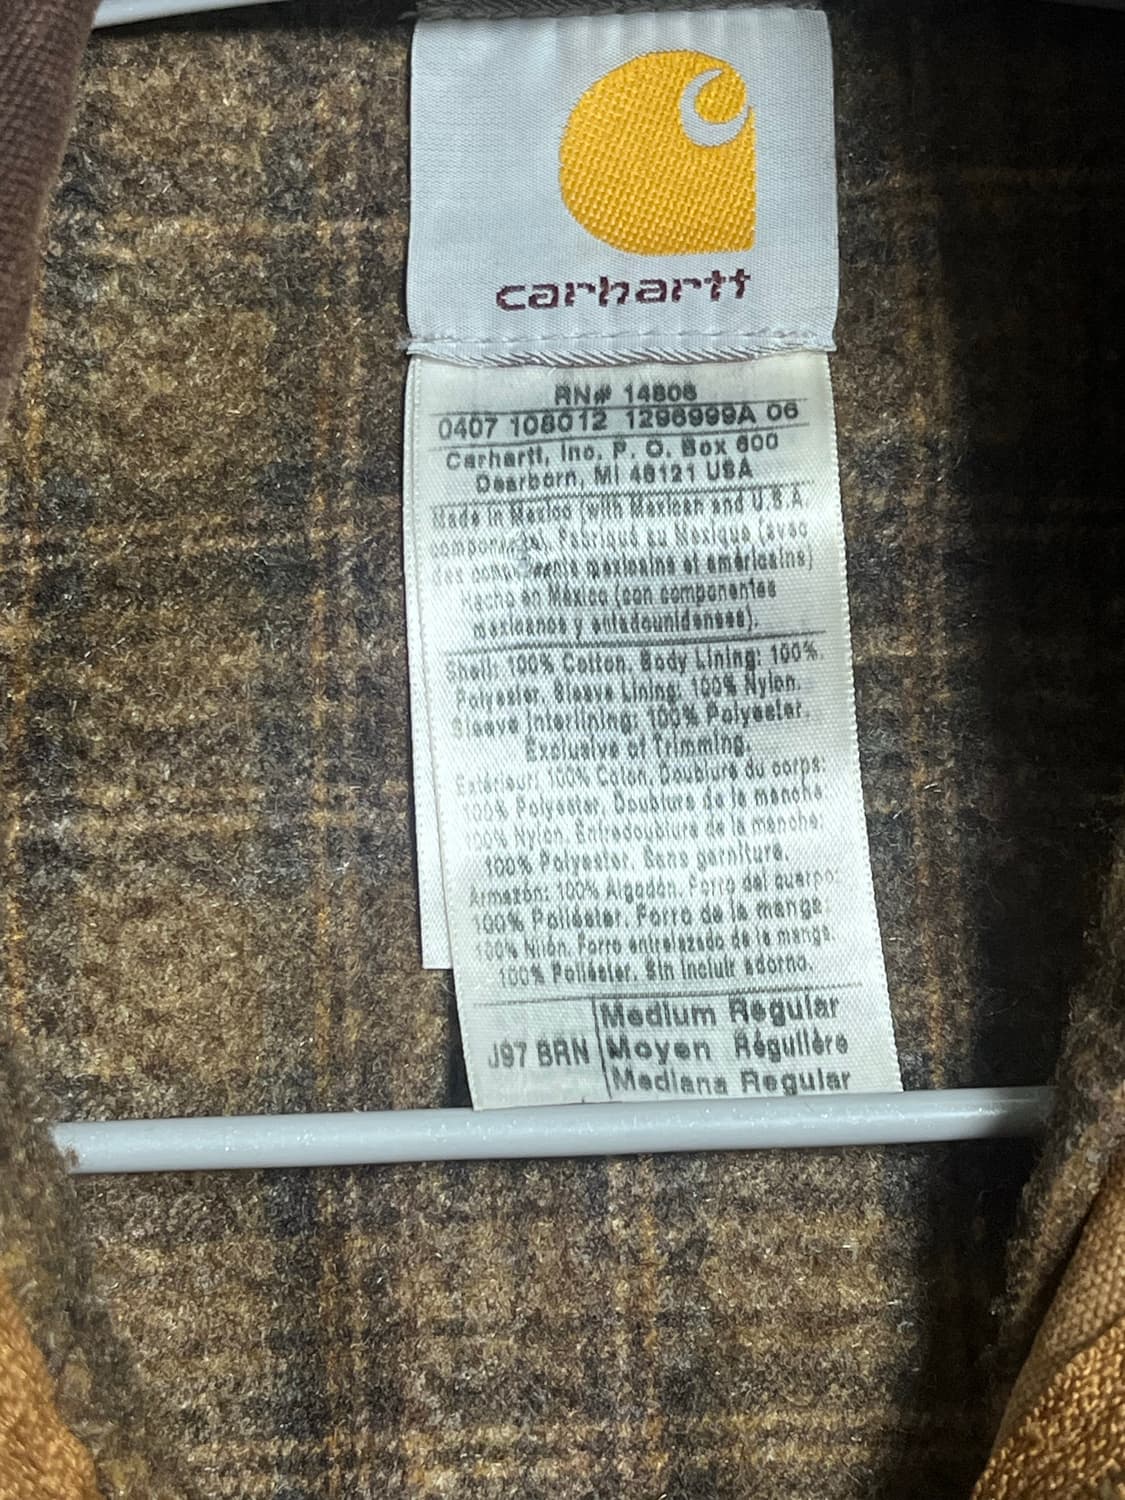 carhartt
RN# 14806
0407 108012 1296999A 06
Carhartt, Inc. P. O. Box 600
Dearborn, MI 48121 USA
Made in Mexico (with Mexican and U.S.A.
components). Fabriqué au Mexique (avec
des composants mexicains et américains)
Hecho en México (con componentes
mexicanos y estadounidenses).
Shell: 100% Cotton. Body Lining: 100%
Polyester. Sleeve Lining: 100% Nylon.
Sleeve Interlining: 100% Polyester.
Exclusive of Trimming.
Extérieur: 100% Coton. Doublure du corps:
100% Polyester. Doublure de la manche:
100% Nylon. Entredoublure de la manche:
100% Polyester. Sans garniture.
Armazón: 100% Algodón. Forro del cuerpo:
100% Poliéster. Forro de la manga:
100% Nilón. Forro entrelazado de la manga.
100% Poliéster. Sin incluir adorno.
J97 BRN
Medium Regular
Moyen Régulière
Mediana Regular